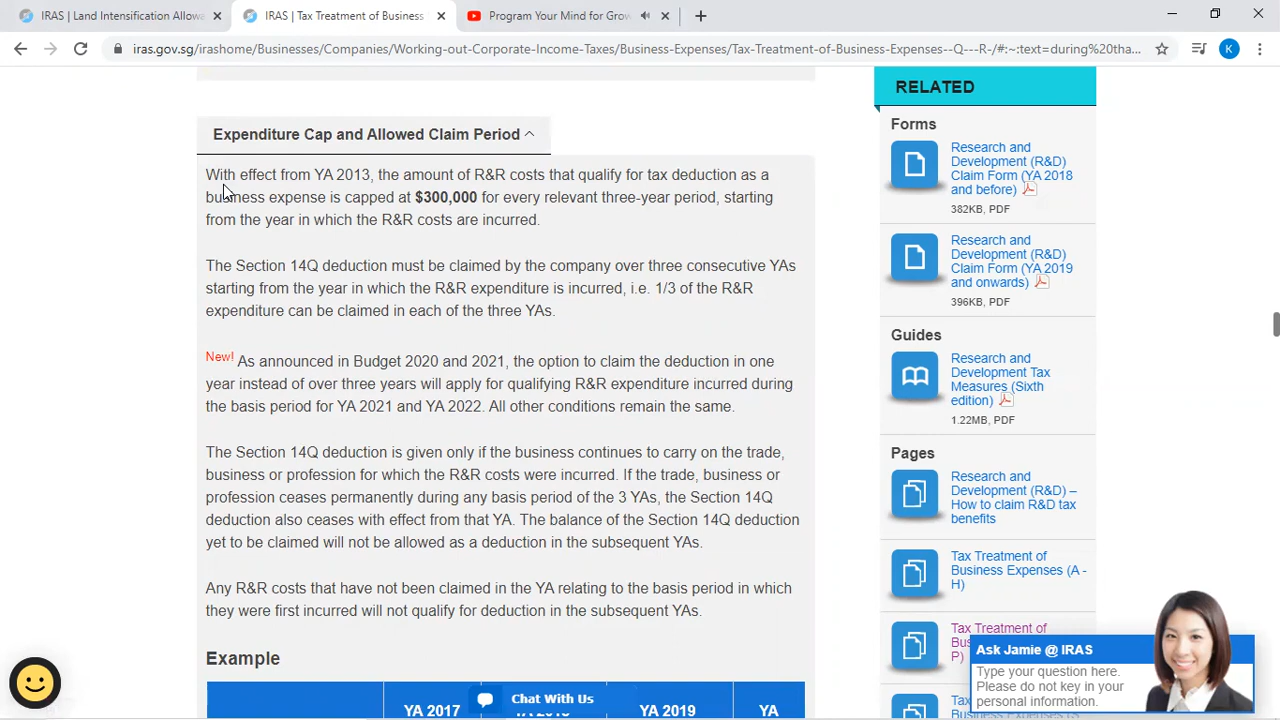 IRAS | Land Intensification Allowa
IRAS | Tax Treatment of Business
Program Your Mind for Grow
iras.gov.sg/irashome/Businesses/Companies/Working-out-Corporate-Income-Taxes/Business-Expenses/Tax-Treatment-of-Business-Expenses--Q---R-/#:~:text=during%20tha...
K
Expenditure Cap and Allowed Claim Period
With effect from YA 2013, the amount of R&R costs that qualify for tax deduction as a
business expense is capped at $300,000 for every relevant three-year period, starting
from the year in which the R&R costs are incurred.
The Section 14Q deduction must be claimed by the company over three consecutive YAs
starting from the year in which the R&R expenditure is incurred, i.e. 1/3 of the R&R
expenditure can be claimed in each of the three YAs.
New! As announced in Budget 2020 and 2021, the option to claim the deduction in one
year instead of over three years will apply for qualifying R&R expenditure incurred during
the basis period for YA 2021 and YA 2022. All other conditions remain the same.
The Section 14Q deduction is given only if the business continues to carry on the trade,
business or profession for which the R&R costs were incurred. If the trade, business or
profession ceases permanently during any basis period of the 3 YAs, the Section 14Q
deduction also ceases with effect from that YA. The balance of the Section 14Q deduction
yet to be claimed will not be allowed as a deduction in the subsequent YAs.
Any R&R costs that have not been claimed in the YA relating to the basis period in which
they were first incurred will not qualify for deduction in the subsequent YAs.
Example
YA 2017
YA 2019
YA
Chat With Us
RELATED
Forms
Research and
Development (R&D)
Claim Form (YA 2018
and before)
382KB, PDF
Research and
Development (R&D)
Claim Form (YA 2019
and onwards)
396KB, PDF
Guides
Research and
Development Tax
Measures (Sixth
edition)
1.22MB, PDF
Pages
Research and
Development (R&D) –
How to claim R&D tax
benefits
Tax Treatment of
Business Expenses (A -
H)
Tax Treatment of
P)
Ask Jamie @ IRAS
Type your question here.
Please do not key in your
personal information.